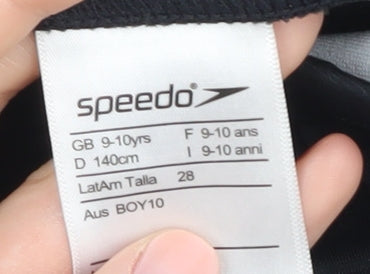 speedo
GB 9-10yrs F 9-10 ans
D 140cm I 9-10 anni
LatAm Talla 28
Aus BOY10